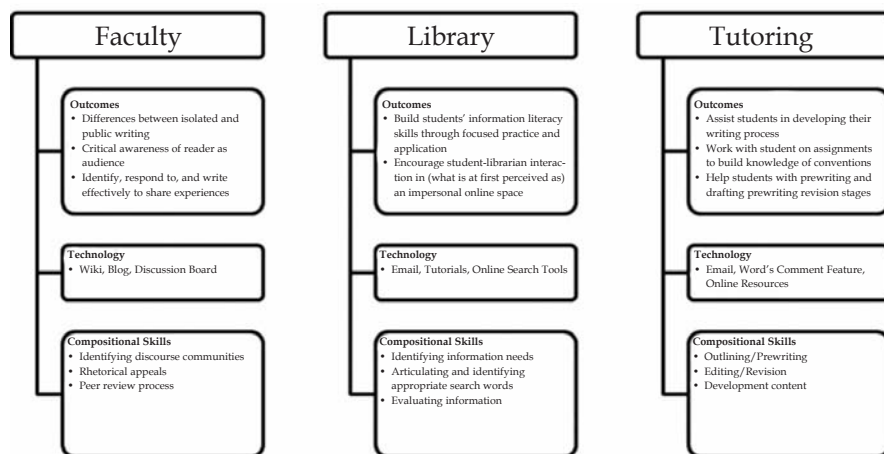 Faculty
Outcomes
• Differences between isolated and
public writing
• Critical awareness of reader as
audience
• Identify, respond to, and write
effectively to share experiences
Technology
• Wiki, Blog, Discussion Board
Compositional Skills
• Identifying discourse communities
• Rhetorical appeals
• Peer review process
Library
Outcomes
• Build students’ information literacy
skills through focused practice and
application
• Encourage student-librarian interac-
tion in (what is at first perceived as)
an impersonal online space
Technology
• Email, Tutorials, Online Search Tools
Compositional Skills
• Identifying information needs
• Articulating and identifying
appropriate search words
• Evaluating information
Tutoring
Outcomes
• Assist students in developing their
writing process
• Work with student on assignments
to build knowledge of conventions
• Help students with prewriting and
drafting prewriting revision stages
Technology
• Email, Word’s Comment Feature,
Online Resources
Compositional Skills
• Outlining/Prewriting
• Editing/Revision
• Development content